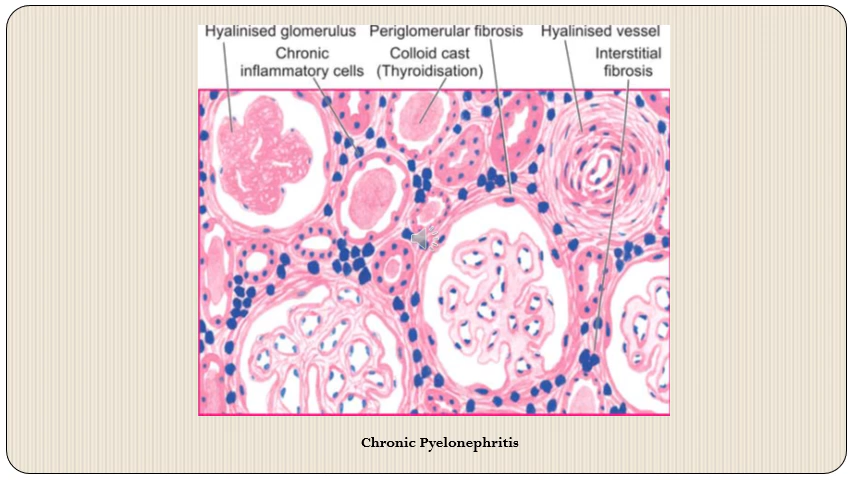 Hyalinised glomerulus Periglomerular fibrosis Hyalinised vessel
Chronic
inflammatory cells
Colloid cast
(Thyroidisation)
Interstitial
fibrosis
Chronic Pyelonephritis